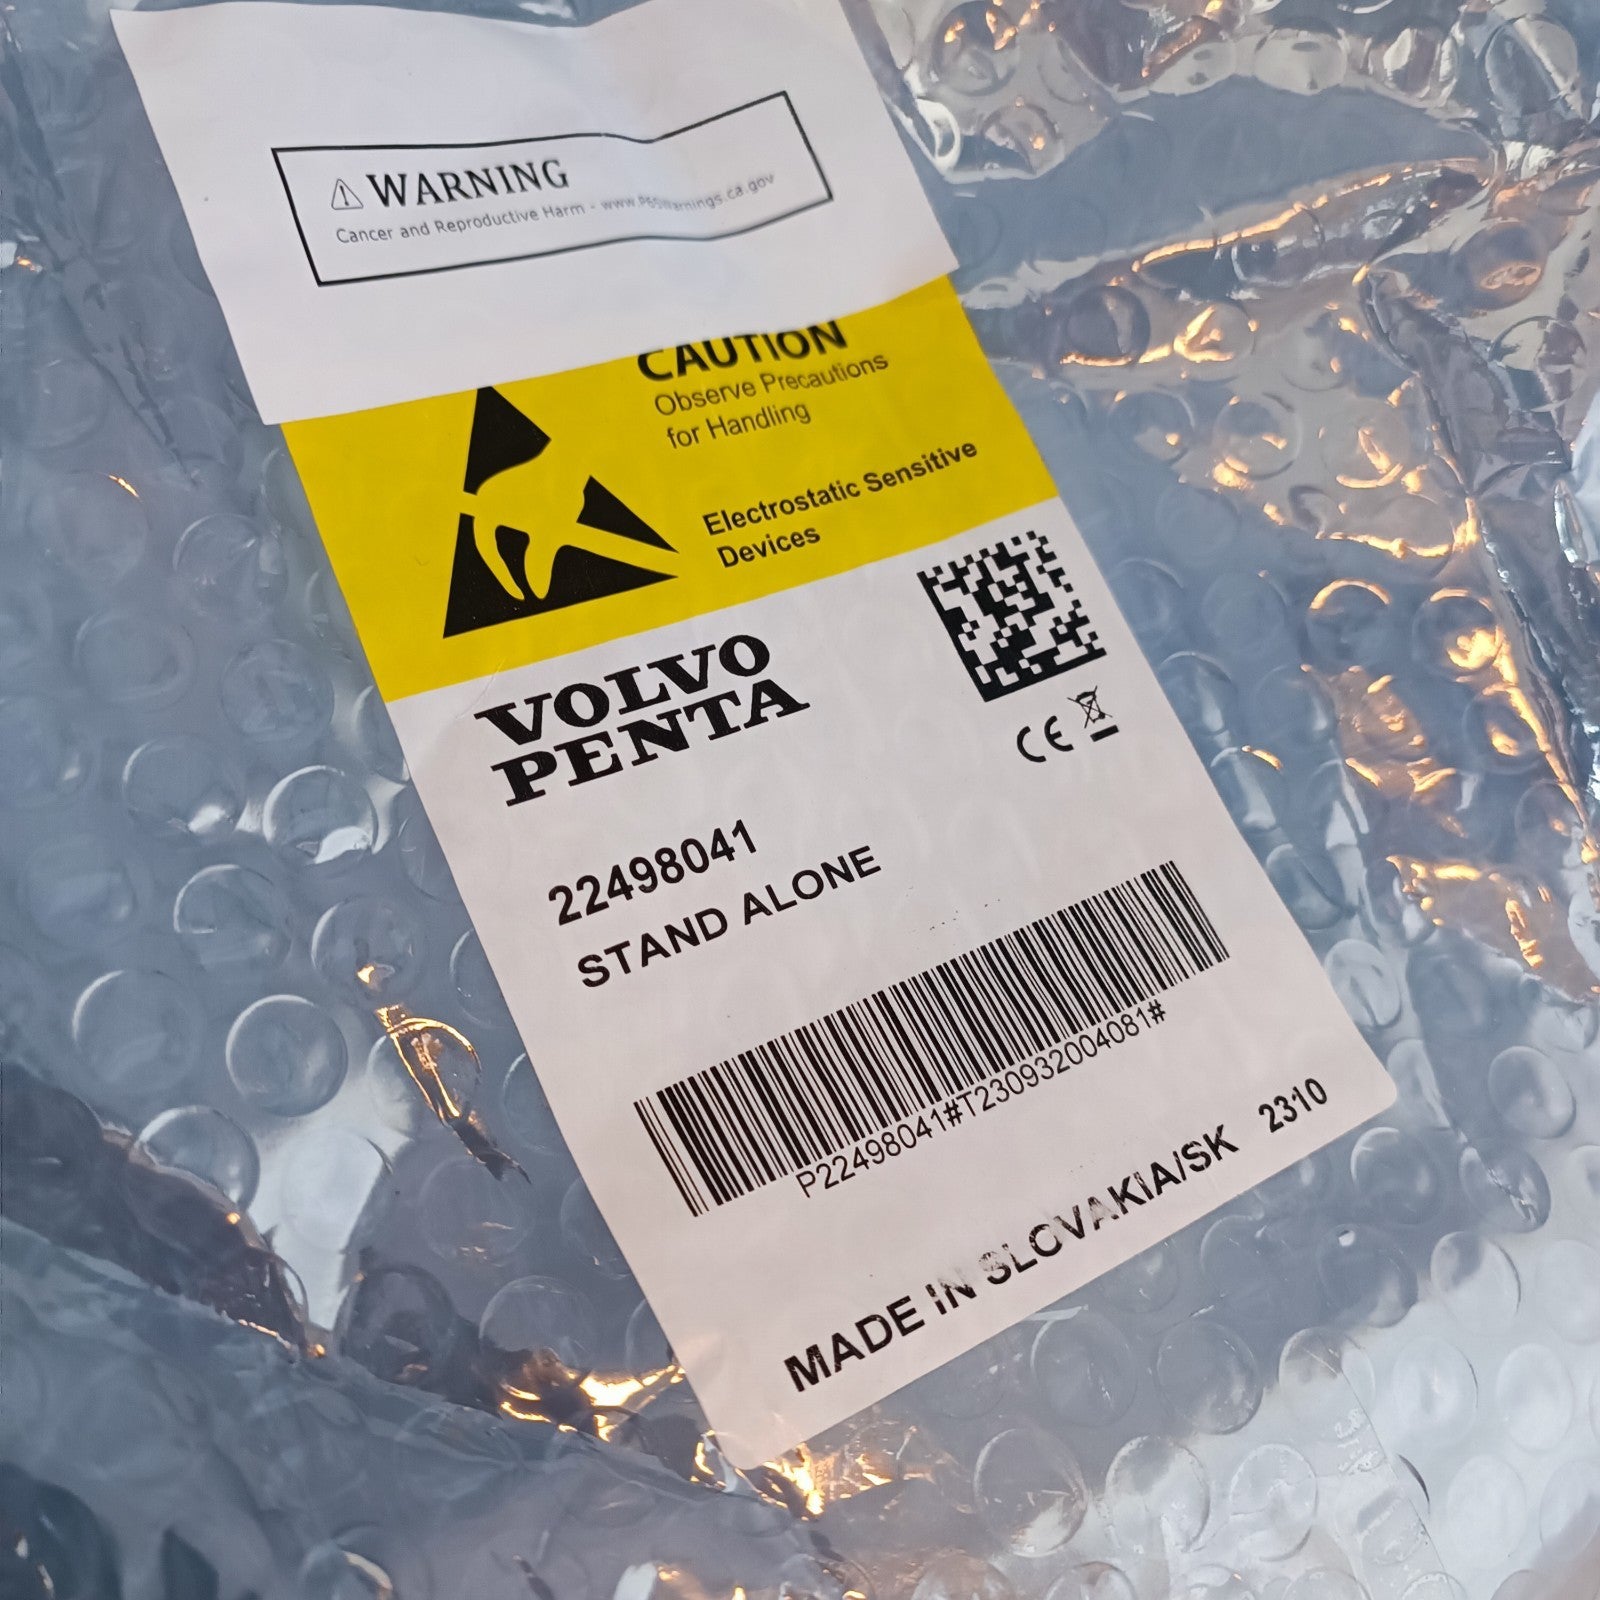 WARNING
Cancer and Reproductive Harm - www.P65Warnings.ca.gov
CAUTION
Observe Precautions
for Handling
Electrostatic Sensitive
Devices
VOLVO
PENTA
CE
22498041
STAND ALONE
P22498041#T230932004081#
MADE IN SLOVAKIA/SK 2310